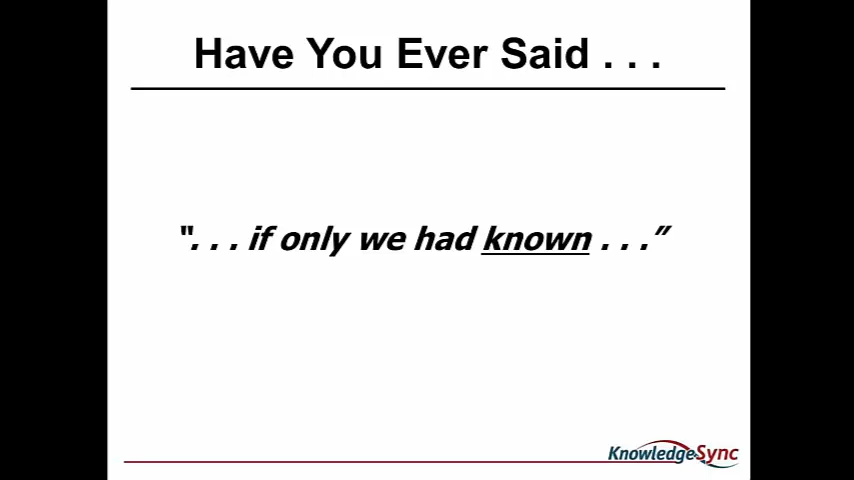 Have You Ever Said . . .
“. . . if only we had known . . .”
KnowledgeSync